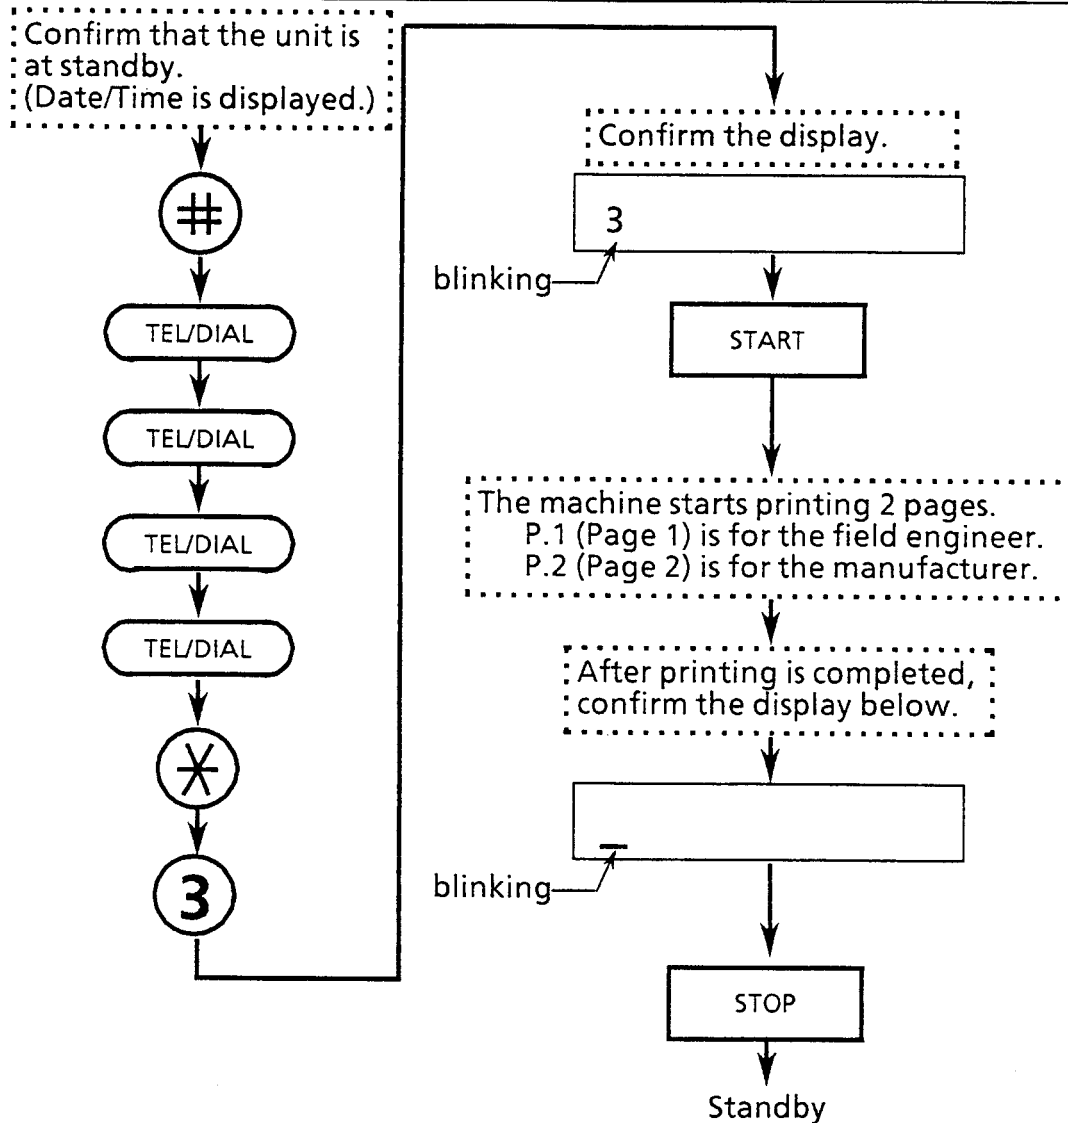 Confirm that the unit is
at standby.
(Date/Time is displayed.)
#
TEL/DIAL
TEL/DIAL
TEL/DIAL
TEL/DIAL
*
3
Confirm the display.
3
blinking
START
The machine starts printing 2 pages.
P.1 (Page 1) is for the field engineer.
P.2 (Page 2) is for the manufacturer.
After printing is completed,
confirm the display below.
_
blinking
STOP
Standby